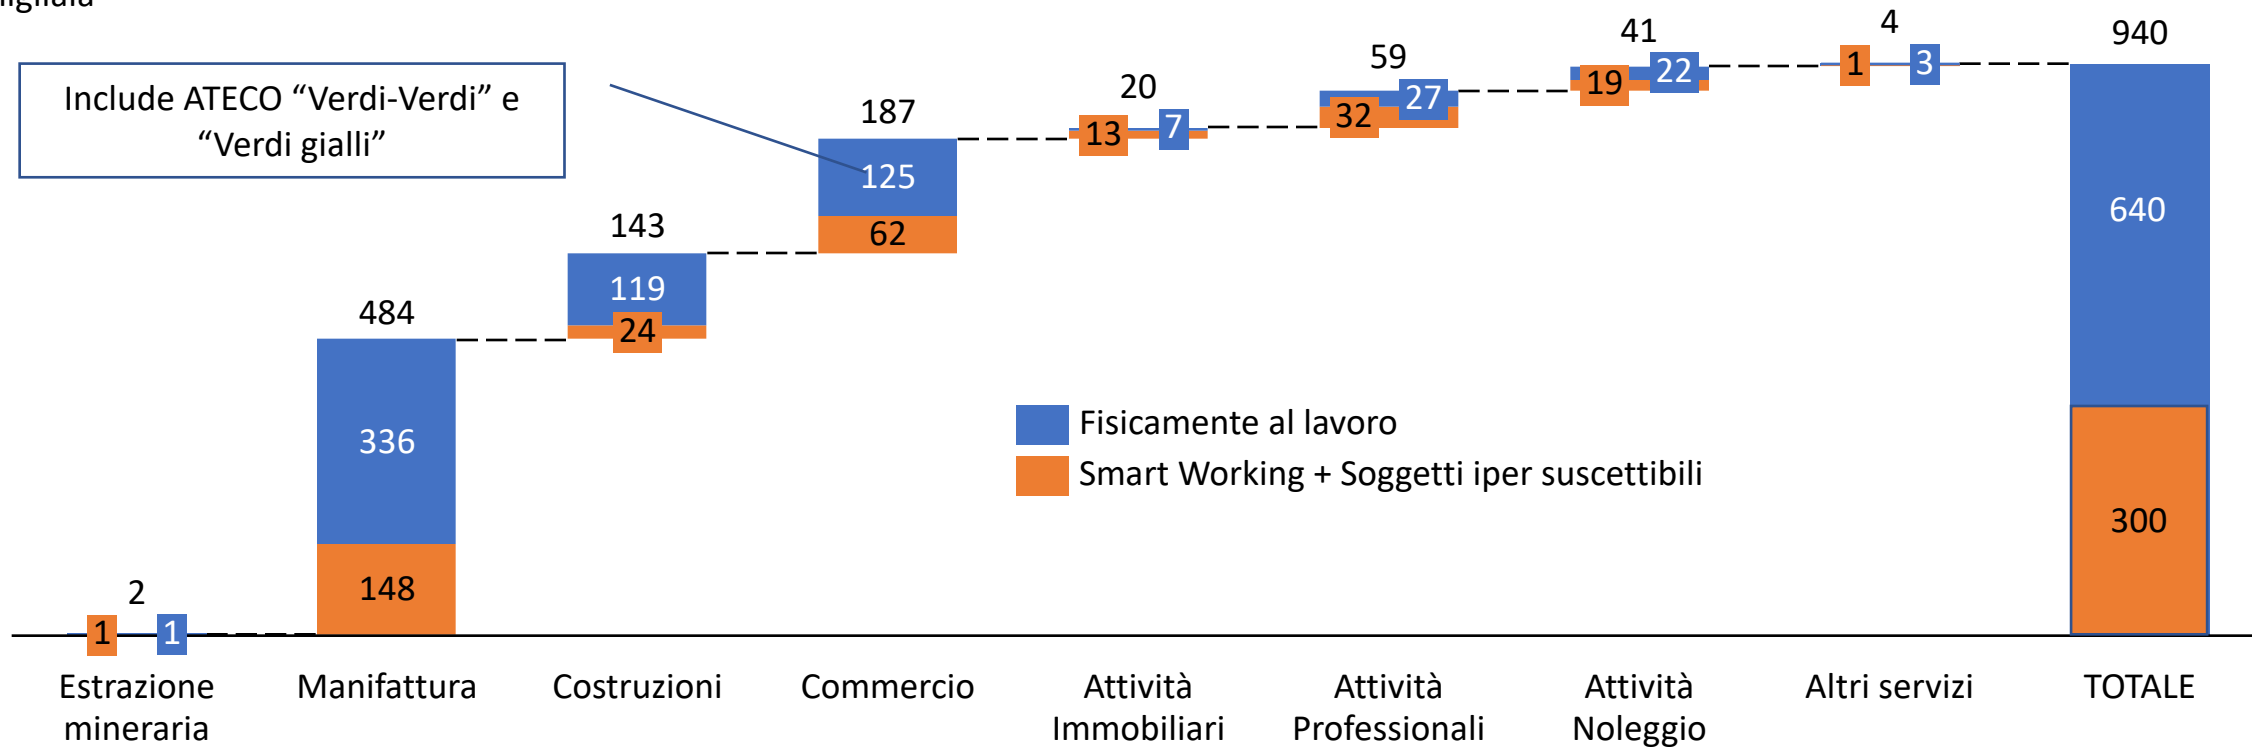 Include ATECO “Verdi-Verdi” e
“Verdi gialli”
2
1 1
484
336
148
143
119
24
187
125
62
20
13 7
59
32 27
41
19 22
4
1 3
940
640
300
Fisicamente al lavoro
Smart Working + Soggetti iper suscettibili
Estrazione
mineraria
Manifattura
Costruzioni
Commercio
Attività
Immobiliari
Attività
Professionali
Attività
Noleggio
Altri servizi
TOTALE